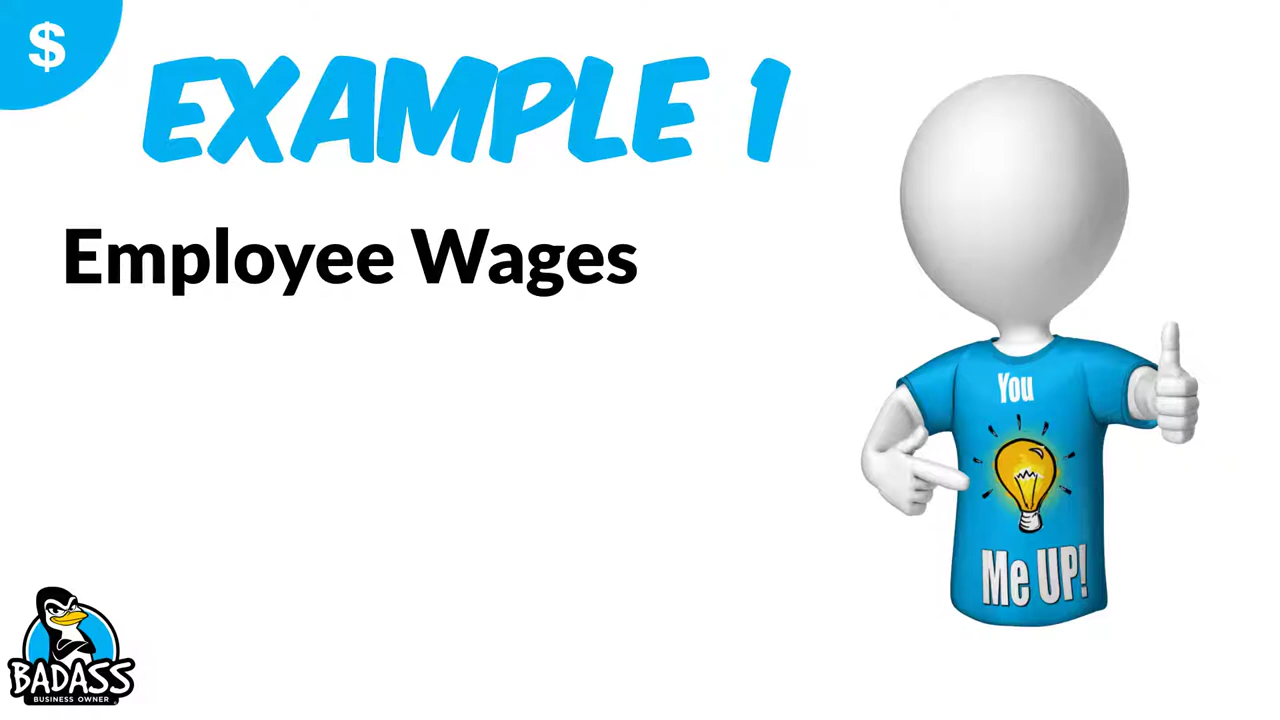 $
EXAMPLE 1
Employee Wages
You
Me UP!
BADASS
BUSINESS OWNER